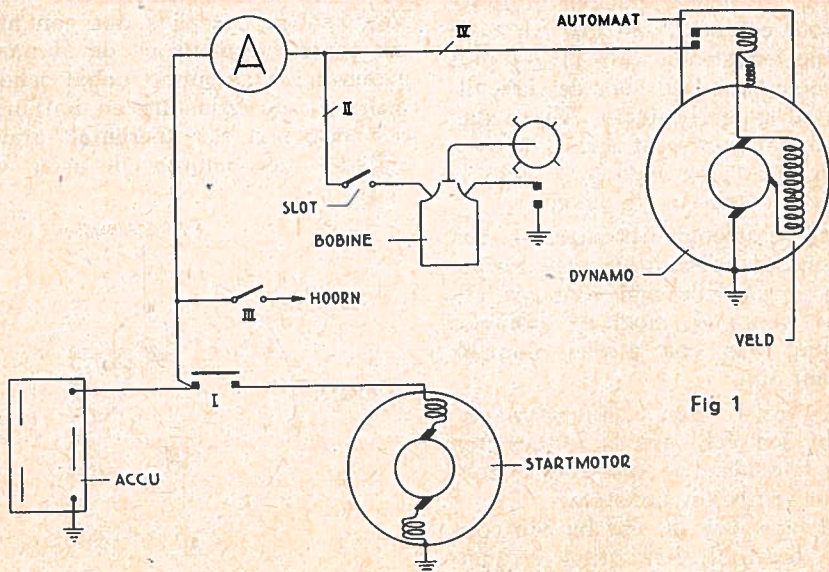 AUTOMAAT
IV
A
II
SLOT
BOBINE
DYNAMO
HOORN
III
VELD
I
Fig 1
STARTMOTOR
ACCU